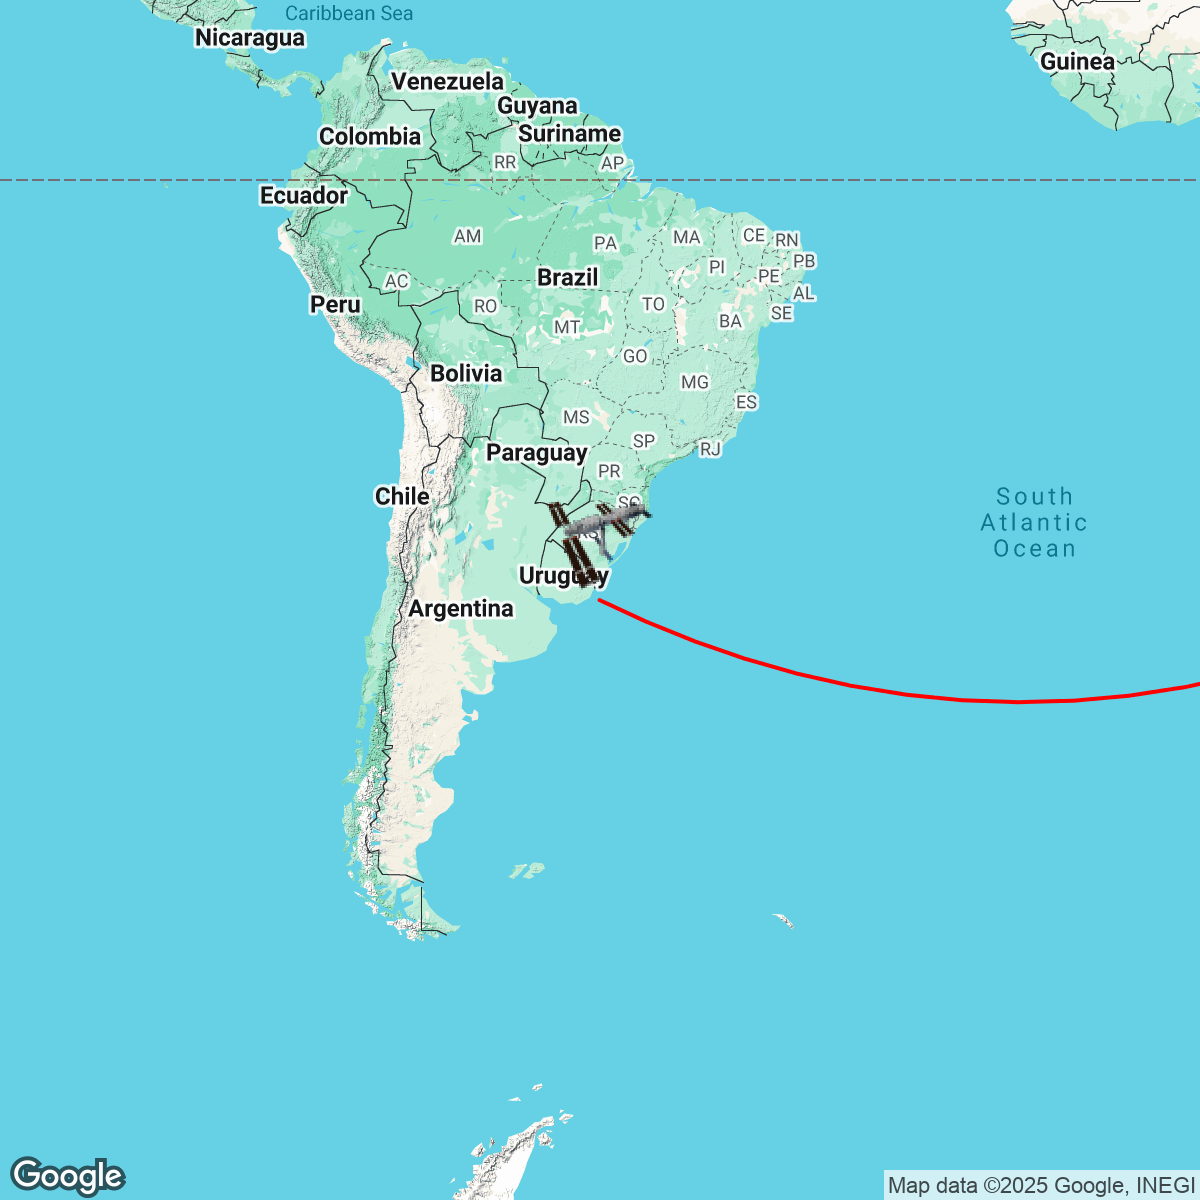 Caribbean Sea
Nicaragua
Guinea
Venezuela
Guyana
Colombia
Suriname
RR
AP
Ecuador
AM
PA
MA
CE
RN
PI
PB
PE
AC
Brazil
AL
Peru
RO
TO
SE
MT
BA
GO
Bolivia
MG
ES
MS
SP
RJ
Paraguay
PR
Chile
SC
South
Atlantic
Ocean
RS
Uruguay
Argentina
Google
Map data ©2025 Google, INEGI